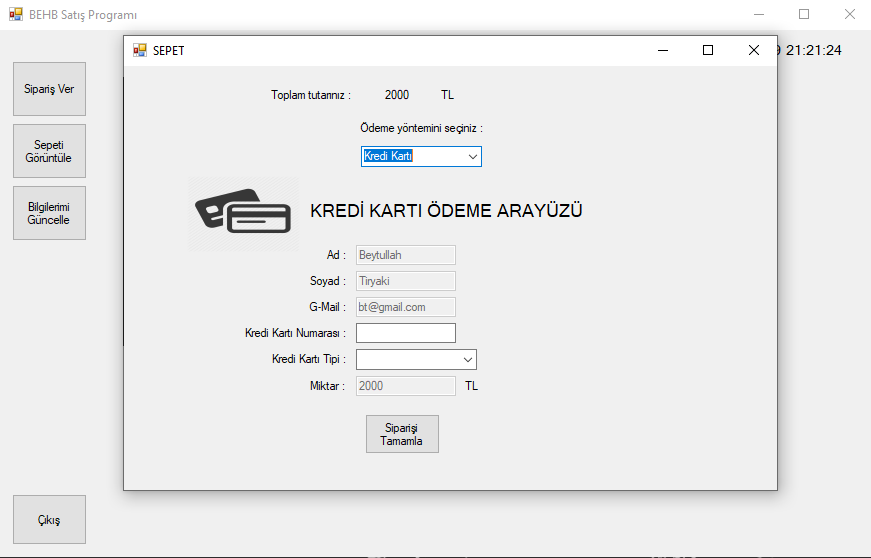 BEHB Satış Programı
SEPET
21:21:24
Sipariş Ver
Sepeti
Görüntüle
Bilgilerimi
Güncelle
Çıkış
Toplam tutarınız : 2000 TL
Ödeme yöntemini seçiniz :
Kredi Kartı
KREDİ KARTI ÖDEME ARAYÜZÜ
Ad : Beytullah
Soyad : Tiryaki
G-Mail : bt@gmail.com
Kredi Kartı Numarası :
Kredi Kartı Tipi :
Miktar : 2000 TL
Siparişi
Tamamla